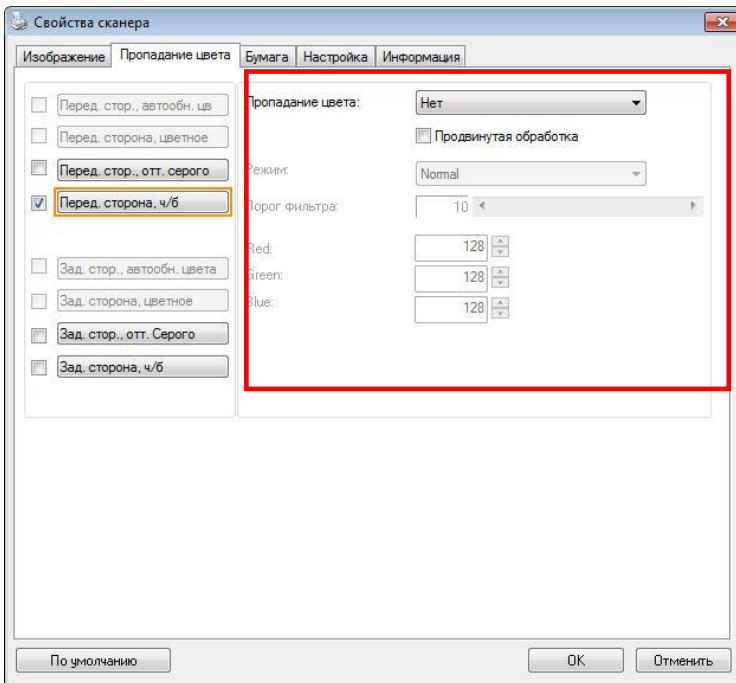 Свойства сканера
Изображение Пропадание цвета Бумага Настройка Информация
Перед. стор., автообн. цв
Перед. сторона, цветное
Перед. стор., отт. серого
Перед. сторона, ч/б
Зад. стор., автообн. цвета
Зад. сторона, цветное
Зад. стор., отт. Серого
Зад. сторона, ч/б
Пропадание цвета: Нет
Продвинутая обработка
Режим: Normal
Порог фильтра: 10
Red: 128
Green: 128
Blue: 128
По умолчанию OK Отменить